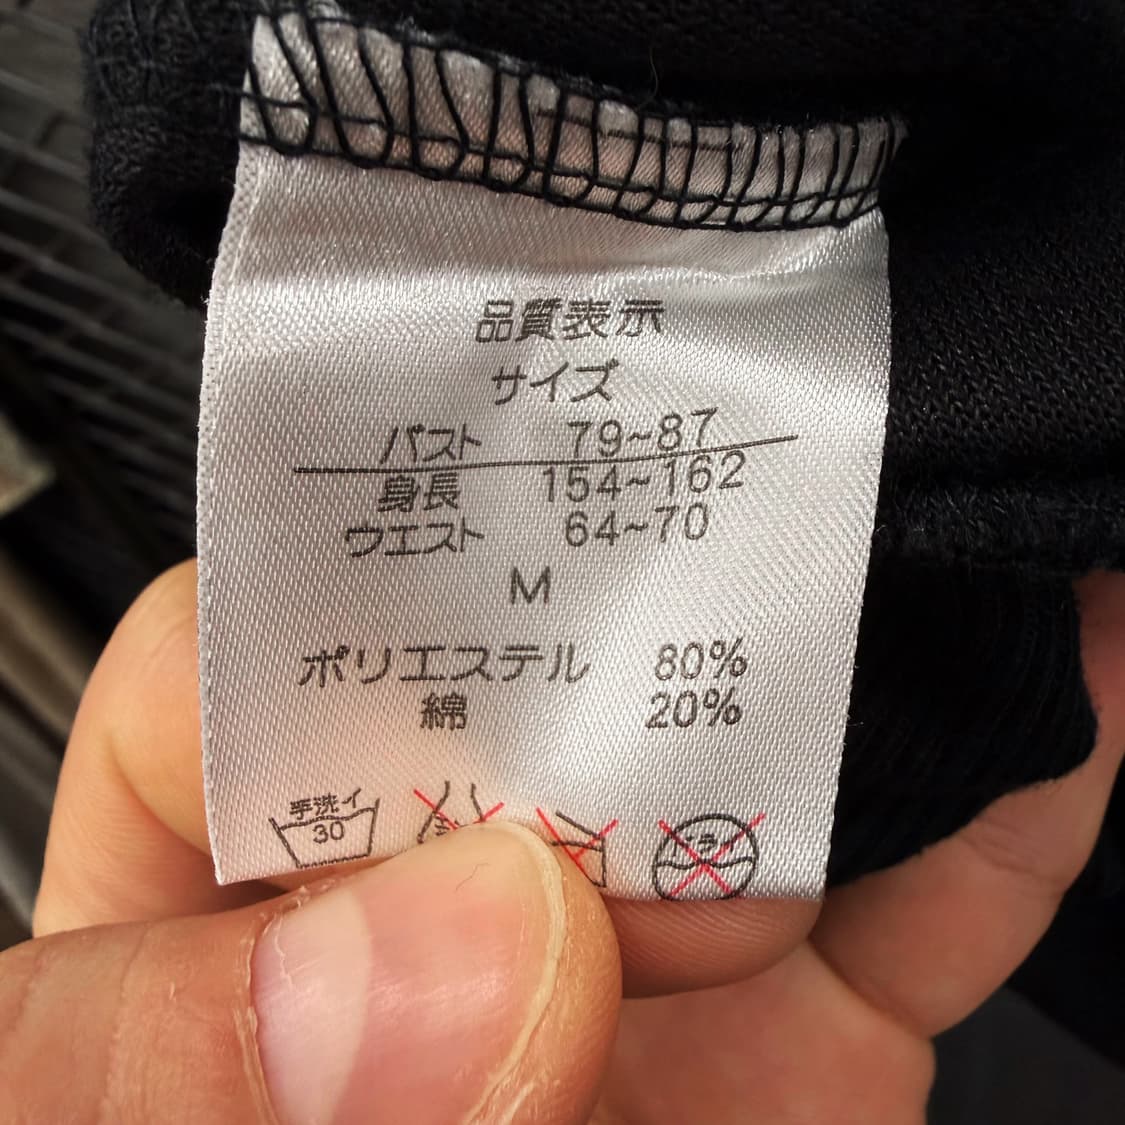 品質表示
サイズ
バスト 79~87
身長 154~162
ウエスト 64~70
M
ポリエステル 80%
綿 20%
手洗イ
30